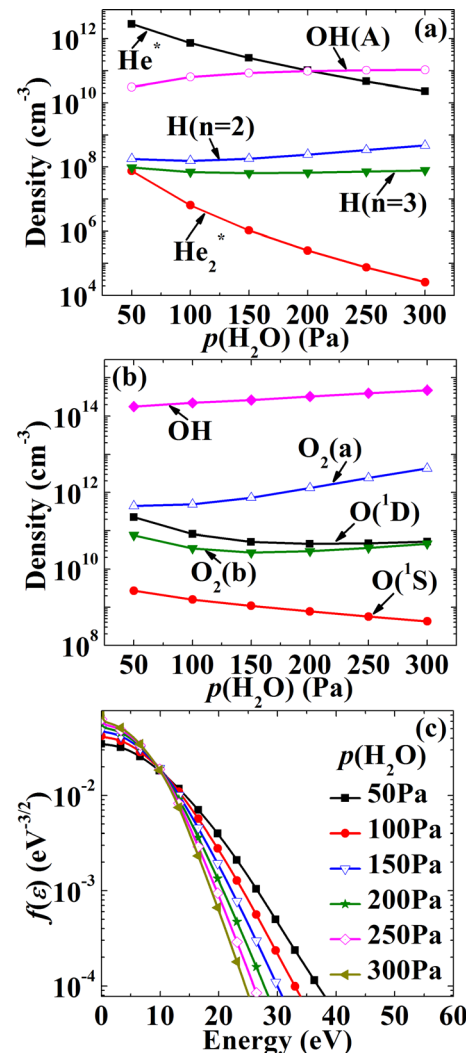 (a)
10^12
10^10
10^8
10^6
10^4
Density (cm^-3)
He*
OH(A)
H(n=2)
H(n=3)
He2*
50 100 150 200 250 300
p(H2O) (Pa)
(b)
10^14
10^12
10^10
10^8
Density (cm^-3)
OH
O2(a)
O(^1D)
O2(b)
O(^1S)
50 100 150 200 250 300
p(H2O) (Pa)
(c)
10^-2
10^-3
10^-4
f(ε) (eV^-3/2)
p(H2O)
50Pa
100Pa
150Pa
200Pa
250Pa
300Pa
0 10 20 30 40 50 60
Energy (eV)